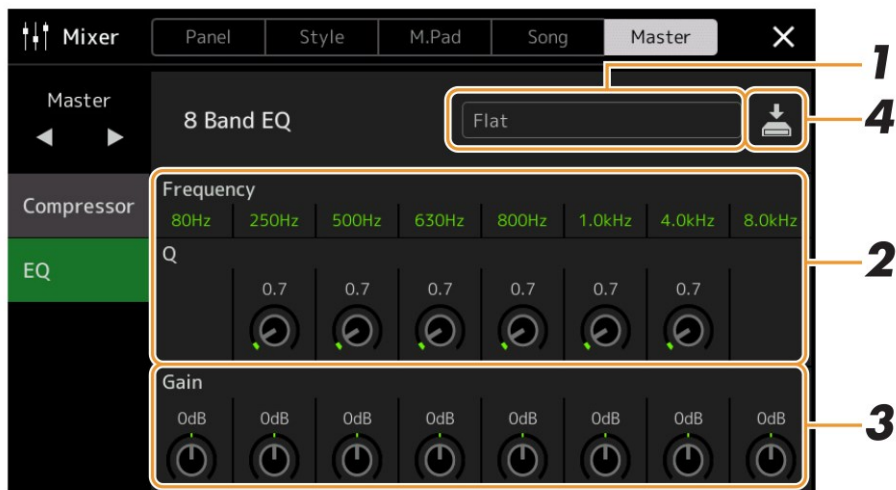 Mixer Panel Style M.Pad Song Master
1
Master
8 Band EQ Flat
4
Compressor
EQ
Frequency
80Hz 250Hz 500Hz 630Hz 800Hz 1.0kHz 4.0kHz 8.0kHz
Q
2
0.7 0.7 0.7 0.7 0.7 0.7
Gain
0dB 0dB 0dB 0dB 0dB 0dB 0dB 0dB
3